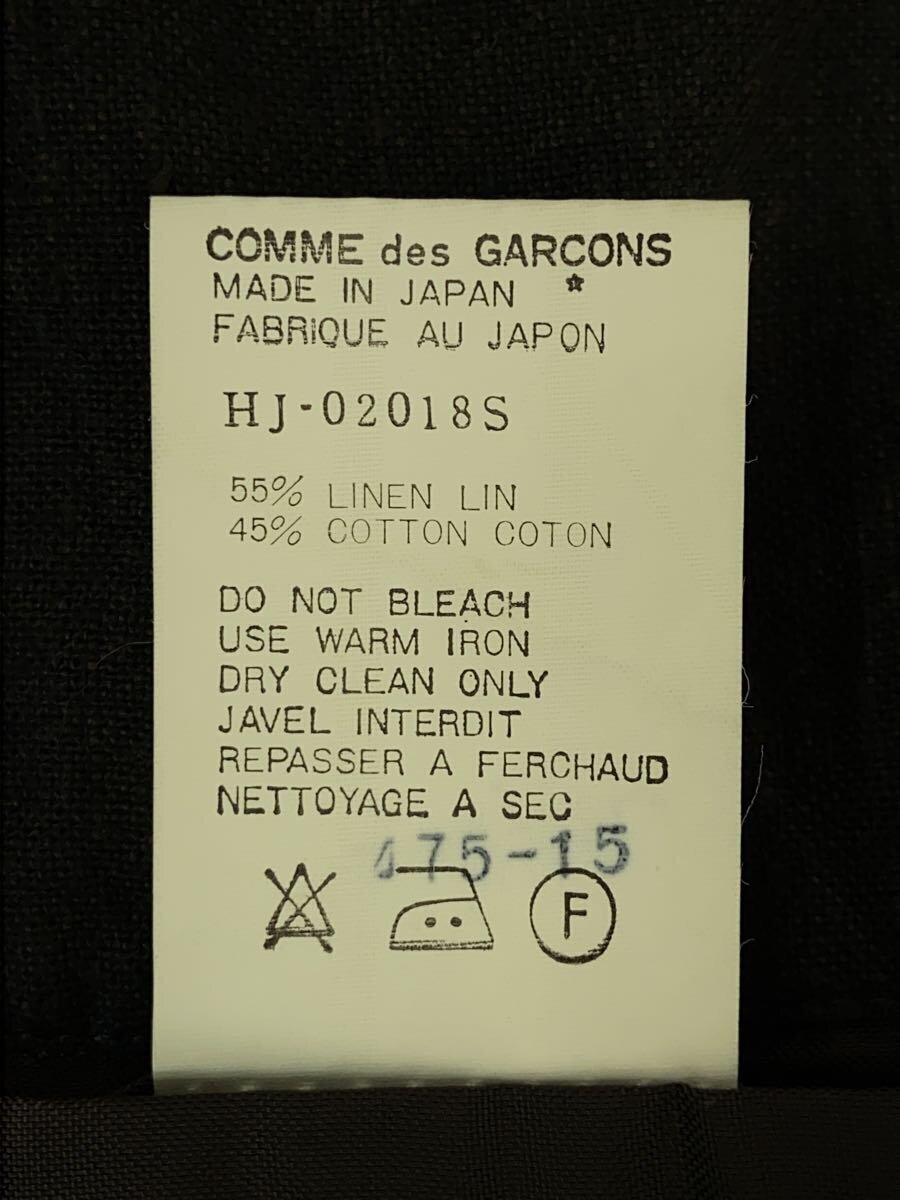 COMME des GARCONS
MADE IN JAPAN *
FABRIQUE AU JAPON
HJ-02018S
55% LINEN LIN
45% COTTON COTON
DO NOT BLEACH
USE WARM IRON
DRY CLEAN ONLY
JAVEL INTERDIT
REPASSER A FERCHAUD
NETTOYAGE A SEC
475-15
F